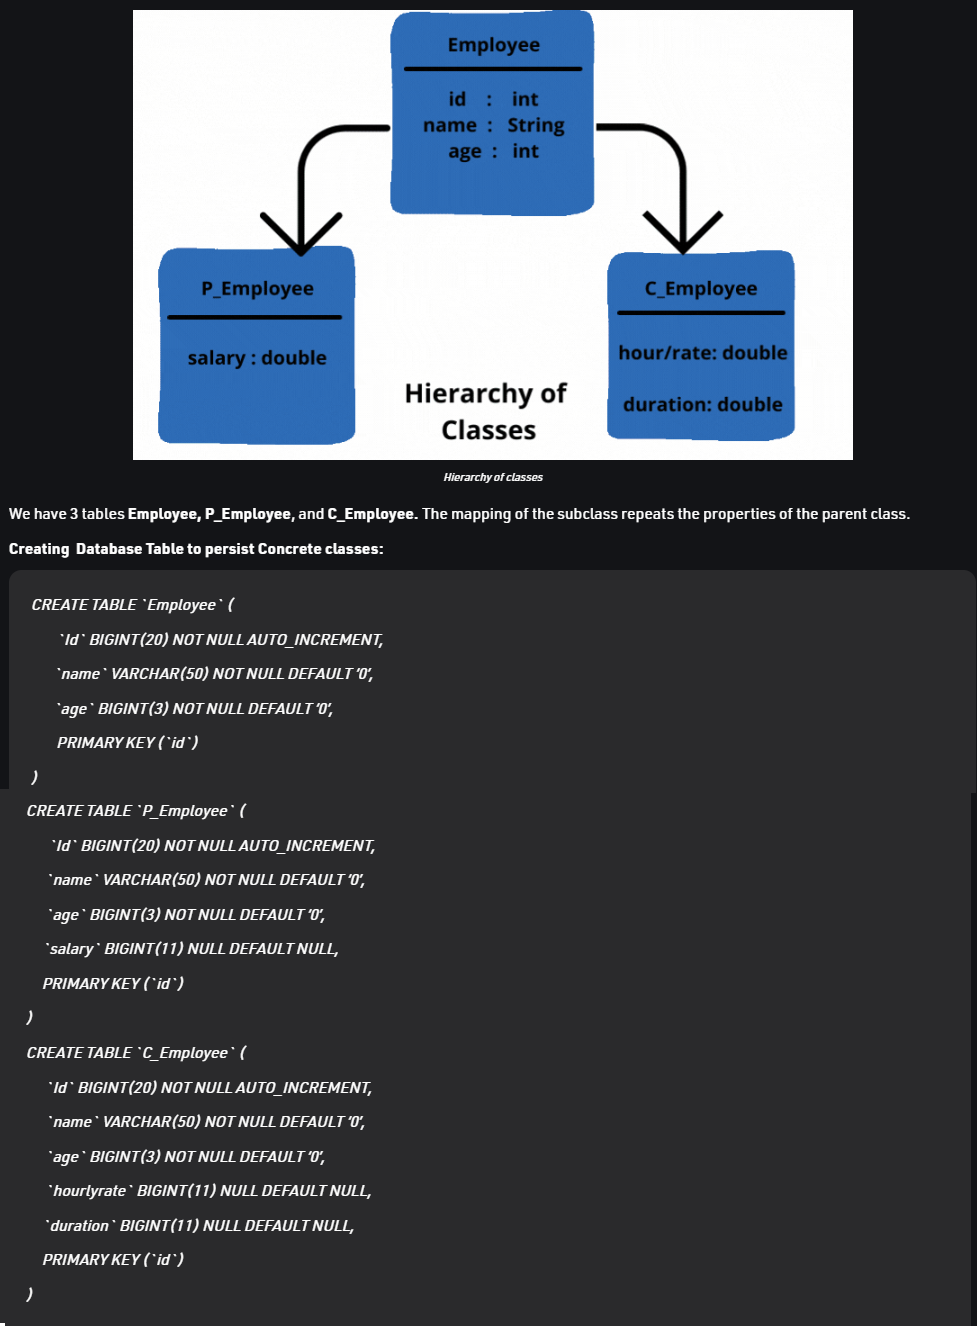 Employee
id : int
name : String
age : int
P_Employee
salary : double
C_Employee
hour/rate: double
duration: double
Hierarchy of
Classes
Hierarchy of classes
We have 3 tables Employee, P_Employee, and C_Employee. The mapping of the subclass repeats the properties of the parent class.
Creating Database Table to persist Concrete classes:
CREATE TABLE `Employee` (
`Id` BIGINT(20) NOT NULL AUTO_INCREMENT,
`name` VARCHAR(50) NOT NULL DEFAULT ‘0’,
`age` BIGINT(3) NOT NULL DEFAULT ‘0’,
PRIMARY KEY (`id`)
)
CREATE TABLE `P_Employee` (
`Id` BIGINT(20) NOT NULL AUTO_INCREMENT,
`name` VARCHAR(50) NOT NULL DEFAULT ‘0’,
`age` BIGINT(3) NOT NULL DEFAULT ‘0’,
`salary` BIGINT(11) NULL DEFAULT NULL,
PRIMARY KEY (`id`)
)
CREATE TABLE `C_Employee` (
`Id` BIGINT(20) NOT NULL AUTO_INCREMENT,
`name` VARCHAR(50) NOT NULL DEFAULT ‘0’,
`age` BIGINT(3) NOT NULL DEFAULT ‘0’,
`hourlyrate` BIGINT(11) NULL DEFAULT NULL,
`duration` BIGINT(11) NULL DEFAULT NULL,
PRIMARY KEY (`id`)
)